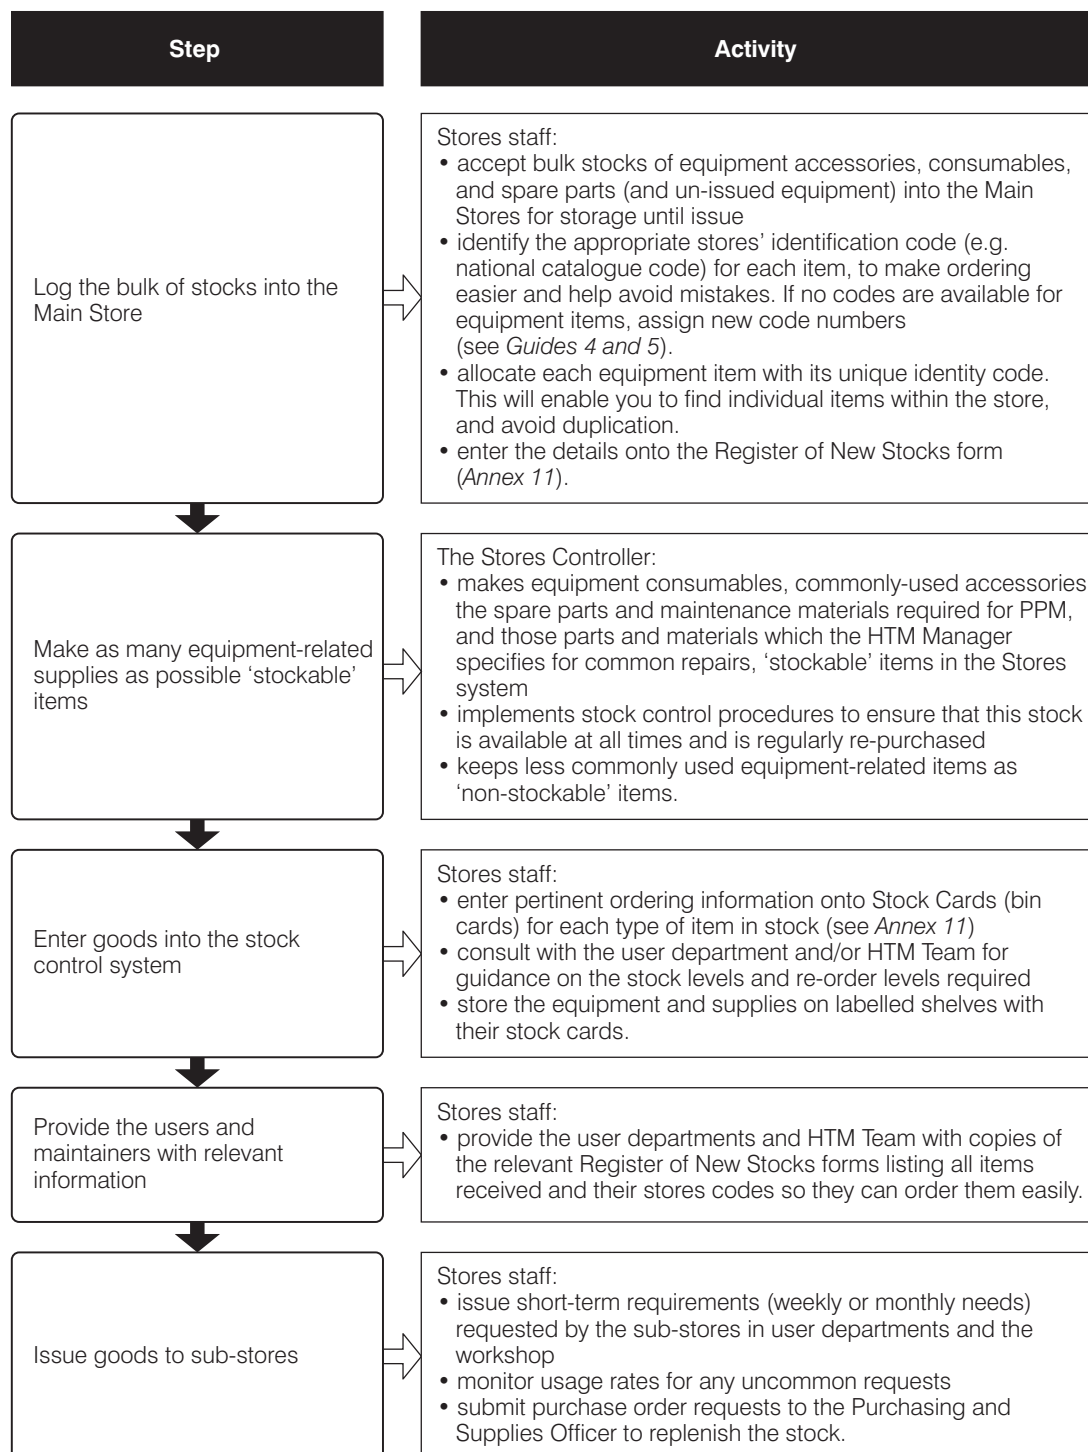 Step
Activity
Log the bulk of stocks into the
Main Store
Stores staff:
• accept bulk stocks of equipment accessories, consumables,
and spare parts (and un-issued equipment) into the Main
Stores for storage until issue
• identify the appropriate stores’ identification code (e.g.
national catalogue code) for each item, to make ordering
easier and help avoid mistakes. If no codes are available for
equipment items, assign new code numbers
(see Guides 4 and 5).
• allocate each equipment item with its unique identity code.
This will enable you to find individual items within the store,
and avoid duplication.
• enter the details onto the Register of New Stocks form
(Annex 11).
Make as many equipment-related
supplies as possible ‘stockable’
items
The Stores Controller:
• makes equipment consumables, commonly-used accessories
the spare parts and maintenance materials required for PPM,
and those parts and materials which the HTM Manager
specifies for common repairs, ‘stockable’ items in the Stores
system
• implements stock control procedures to ensure that this stock
is available at all times and is regularly re-purchased
• keeps less commonly used equipment-related items as
‘non-stockable’ items.
Enter goods into the stock
control system
Stores staff:
• enter pertinent ordering information onto Stock Cards (bin
cards) for each type of item in stock (see Annex 11)
• consult with the user department and/or HTM Team for
guidance on the stock levels and re-order levels required
• store the equipment and supplies on labelled shelves with
their stock cards.
Provide the users and
maintainers with relevant
information
Stores staff:
• provide the user departments and HTM Team with copies of
the relevant Register of New Stocks forms listing all items
received and their stores codes so they can order them easily.
Issue goods to sub-stores
Stores staff:
• issue short-term requirements (weekly or monthly needs)
requested by the sub-stores in user departments and the
workshop
• monitor usage rates for any uncommon requests
• submit purchase order requests to the Purchasing and
Supplies Officer to replenish the stock.